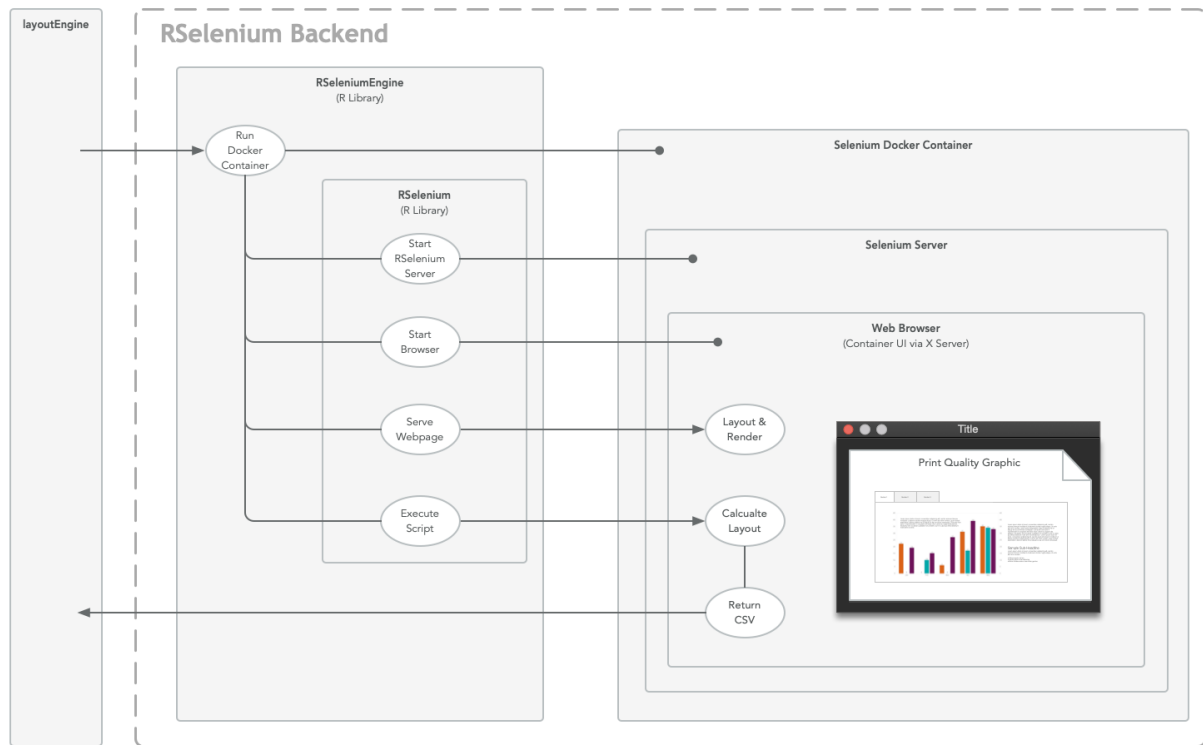 layoutEngine
RSelenium Backend
RSeleniumEngine
(R Library)
Run
Docker
Container
Selenium Docker Container
RSelenium
(R Library)
Start
RSelenium
Server
Selenium Server
Start
Browser
Web Browser
(Container UI via X Server)
Serve
Webpage
Layout &
Render
Title
Print Quality Graphic
Execute
Script
Calcualte
Layout
Return
CSV